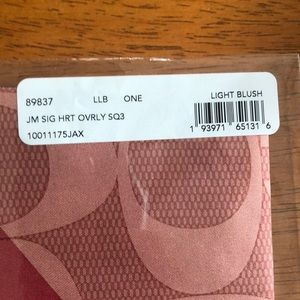 89837 LLB ONE LIGHT BLUSH
JM SIG HRT OVRLY SQ3
10011175JAX
1 93971 65131 6